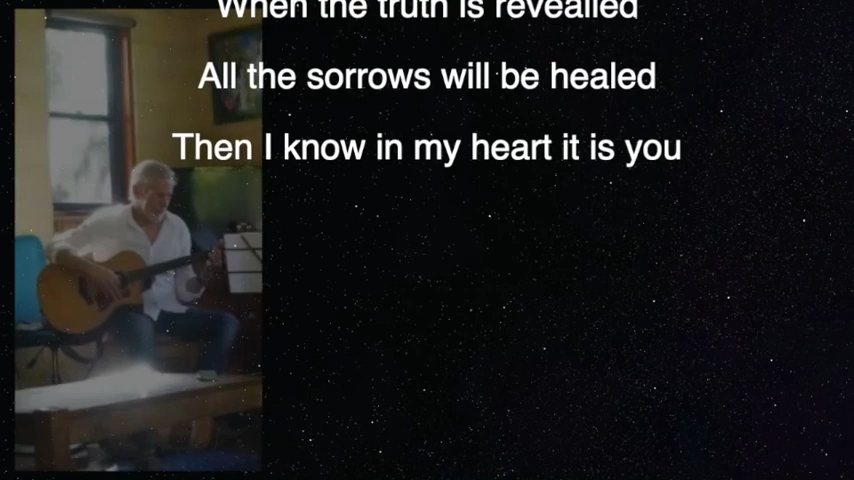 When the truth is revealled
All the sorrows will be healed
Then I know in my heart it is you